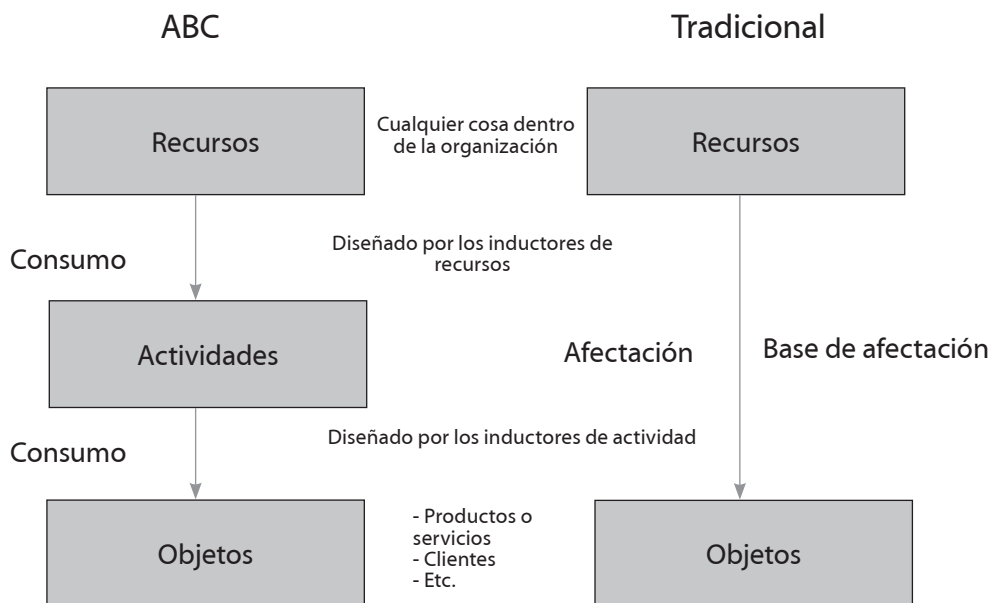 ABC
Tradicional
Recursos
Cualquier cosa dentro
de la organización
Recursos
Consumo
Diseñado por los inductores de
recursos
Actividades
Afectación
Base de afectación
Consumo
Diseñado por los inductores de actividad
Objetos
- Productos o
servicios
- Clientes
- Etc.
Objetos